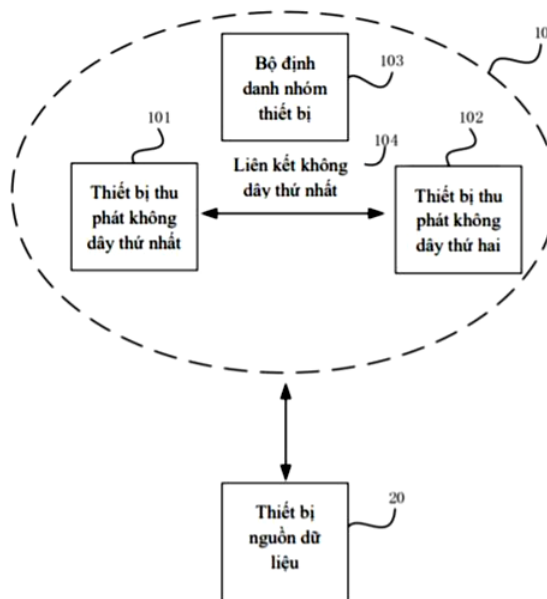 10
Bộ định
danh nhóm
thiết bị
103
101
102
104
Liên kết không
dây thứ nhất
Thiết bị thu
phát không
dây thứ nhất
Thiết bị thu
phát không
dây thứ hai
Thiết bị
nguồn dữ
liệu
20